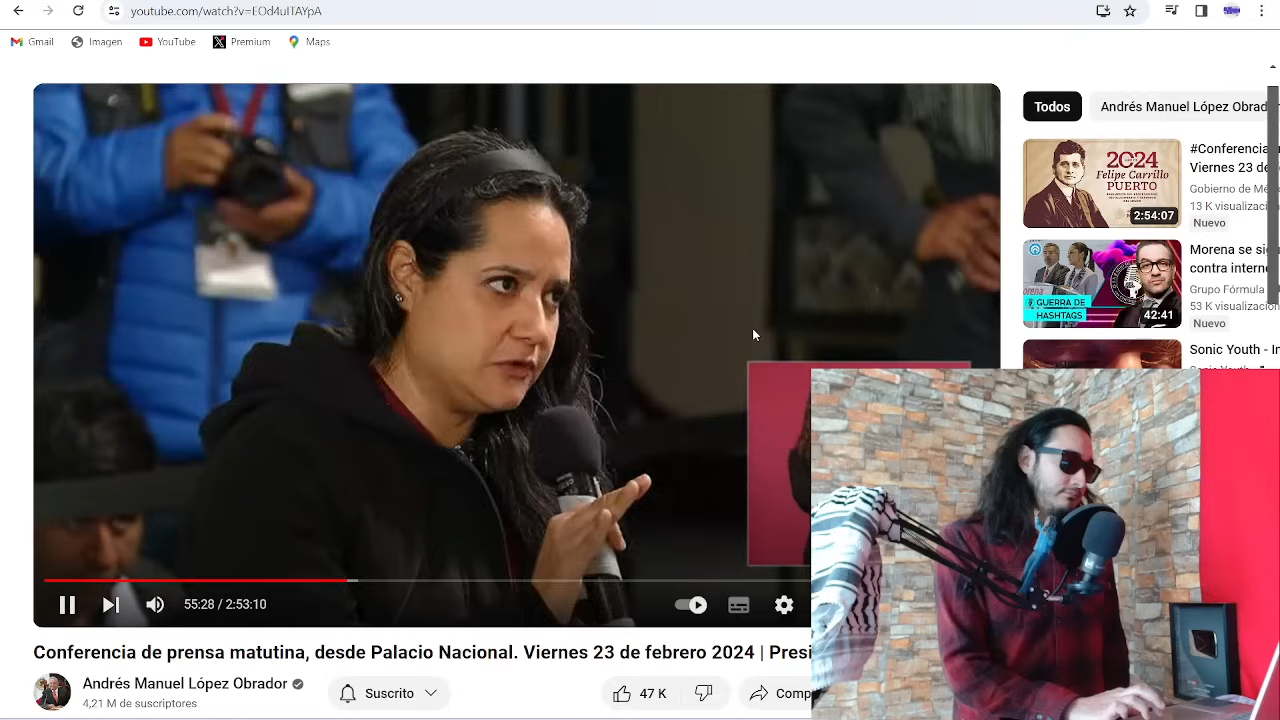 youtube.com/watch?v=EOd4uITAYpA
Gmail
Imagen
YouTube
Premium
Maps
Todos
Andrés Manuel López Obrad
2024
Felipe Carrillo
PUERTO
2:54:07
#Conferencia
Viernes 23 de
Gobierno de Mé
13 K visualizaci
Nuevo
GUERRA DE
HASHTAGS
42:41
Morena se si
contra interne
Grupo Fórmula
53 K visualizacion
Nuevo
Sonic Youth - In
55:28 / 2:53:10
Conferencia de prensa matutina, desde Palacio Nacional. Viernes 23 de febrero 2024 | Presi
Andrés Manuel López Obrador
4,21 M de suscriptores
Suscrito
47 K
Comp